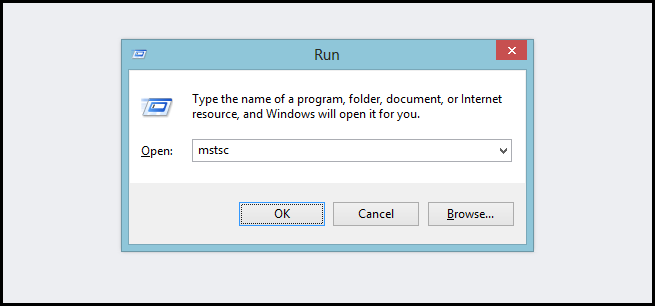 Run
Type the name of a program, folder, document, or Internet
resource, and Windows will open it for you.
Open: mstsc
OK Cancel Browse...